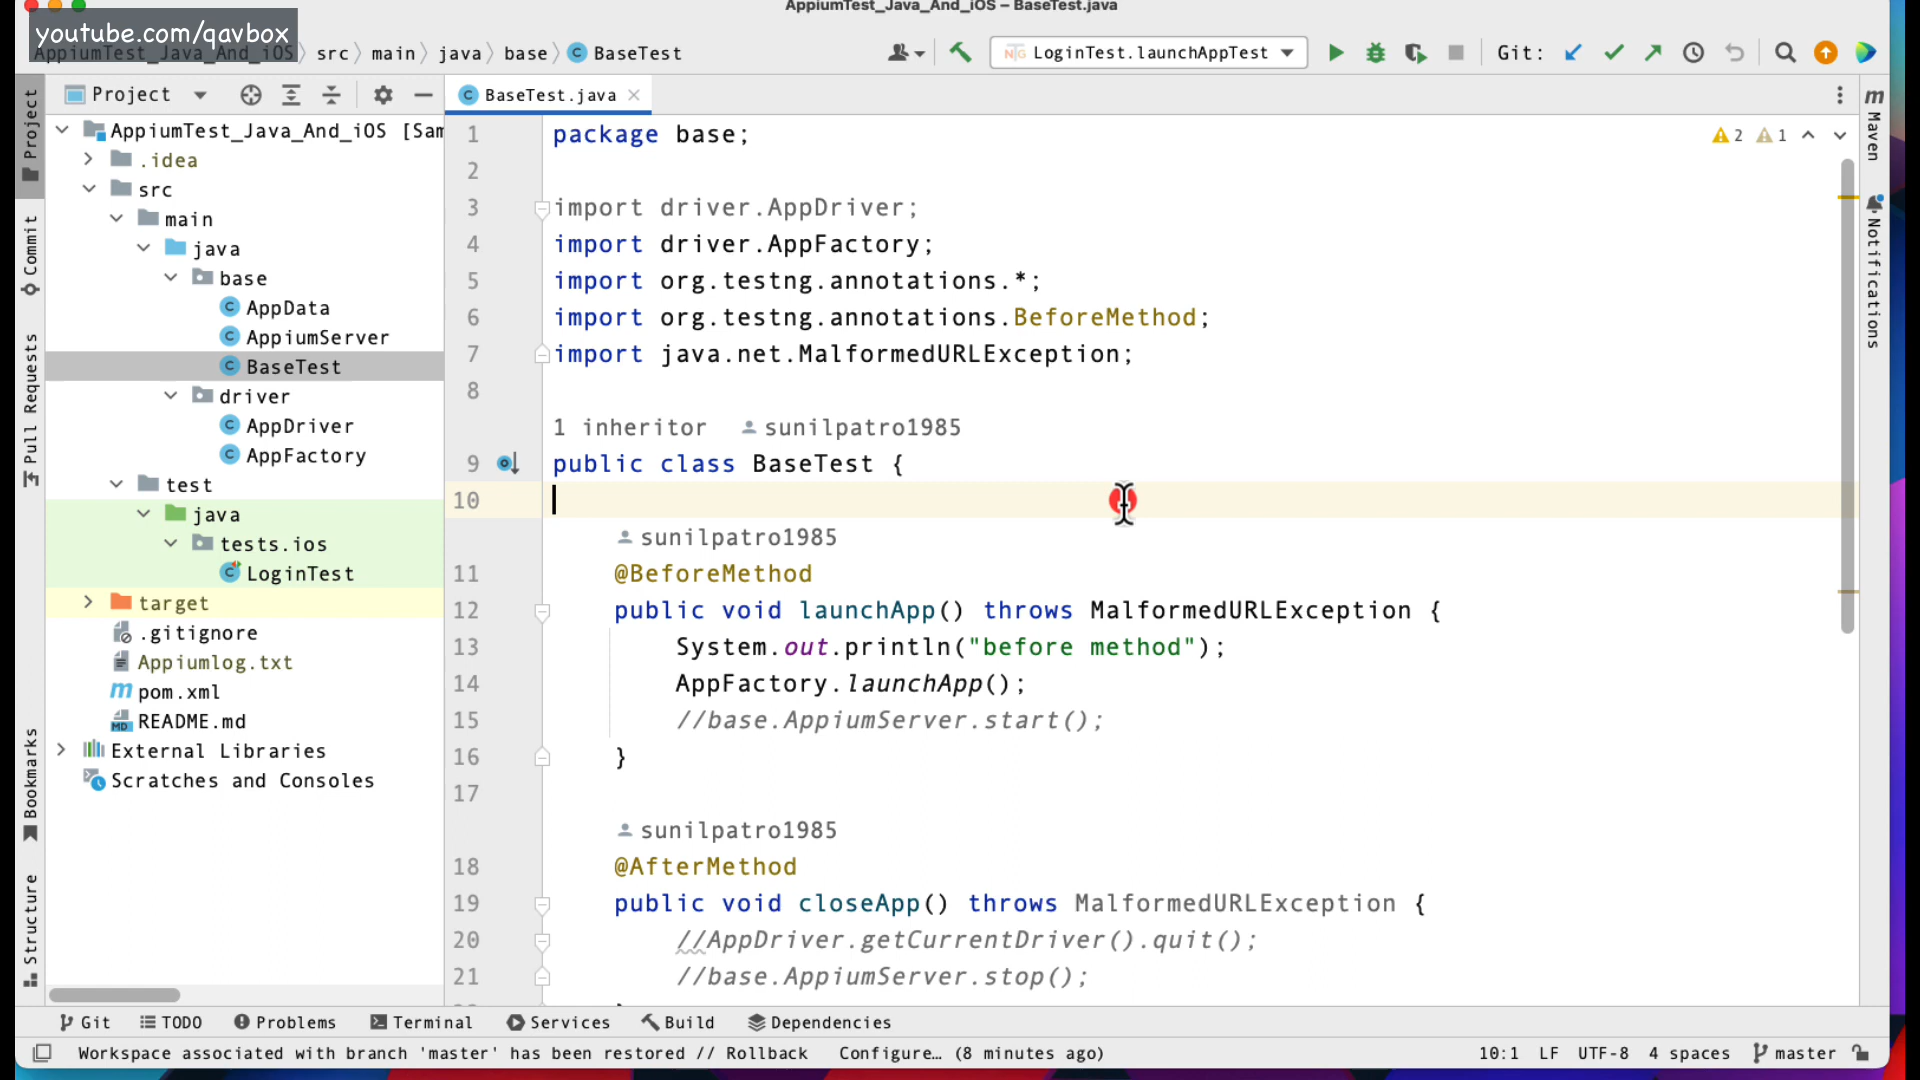 AppiumTest_Java_And_iOS – BaseTest.java
youtube.com/qavbox
AppiumTest_Java_And_iOS 〉 src 〉 main 〉 java 〉 base 〉 BaseTest
LoginTest.launchAppTest
Git:
Project
BaseTest.java
AppiumTest_Java_And_iOS [Sam
.idea
src
main
java
base
AppData
AppiumServer
BaseTest
driver
AppDriver
AppFactory
test
java
tests.ios
LoginTest
target
.gitignore
Appiumlog.txt
pom.xml
README.md
External Libraries
Scratches and Consoles
Project
Commit
Pull Requests
Bookmarks
Structure
1 package base;
2
3 import driver.AppDriver;
4 import driver.AppFactory;
5 import org.testng.annotations.*;
6 import org.testng.annotations.BeforeMethod;
7 import java.net.MalformedURLException;
8
1 inheritor sunilpatro1985
9 public class BaseTest {
10
sunilpatro1985
11 @BeforeMethod
12 public void launchApp() throws MalformedURLException {
13 System.out.println("before method");
14 AppFactory.launchApp();
15 //base.AppiumServer.start();
16 }
17
sunilpatro1985
18 @AfterMethod
19 public void closeApp() throws MalformedURLException {
20 //AppDriver.getCurrentDriver().quit();
21 //base.AppiumServer.stop();
2 1
Maven
Notifications
Git TODO Problems Terminal Services Build Dependencies
Workspace associated with branch 'master' has been restored // Rollback Configure… (8 minutes ago)
10:1 LF UTF-8 4 spaces master